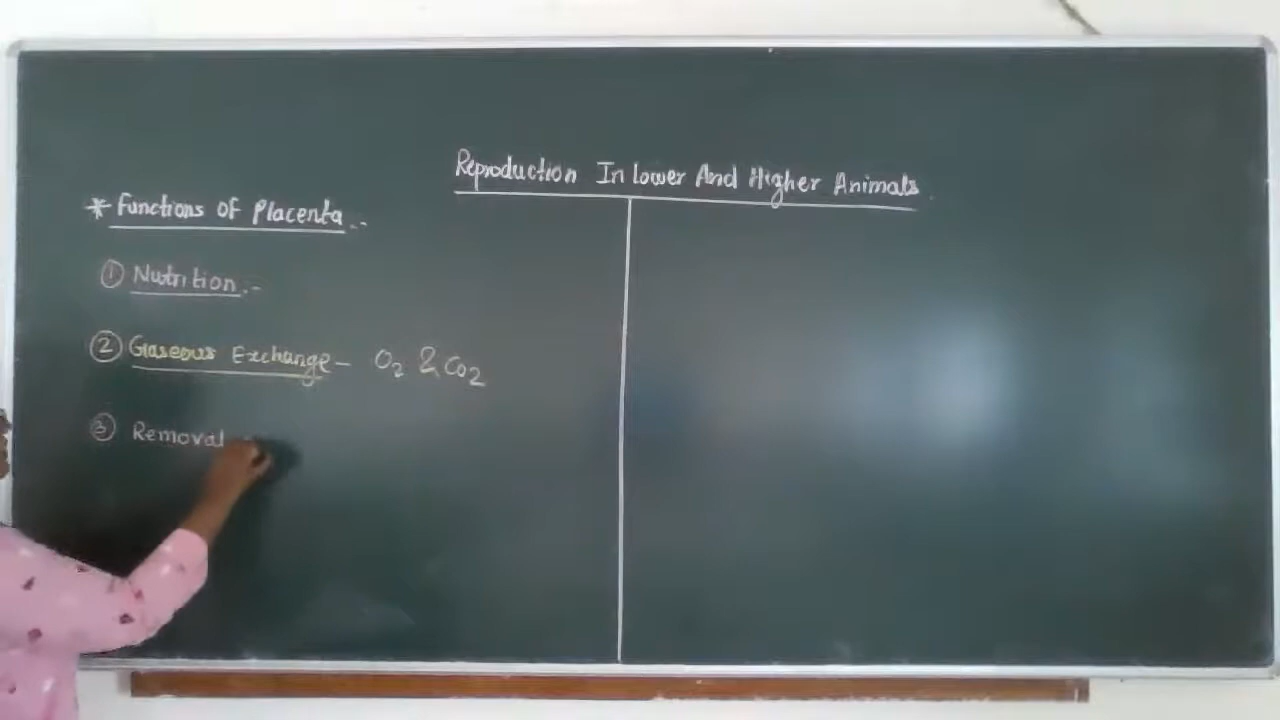 Reproduction In Lower And Higher Animals
* Functions Of Placenta :-
① Nutrition :-
② Gaseous Exchange - O₂ & CO₂
③ Removal